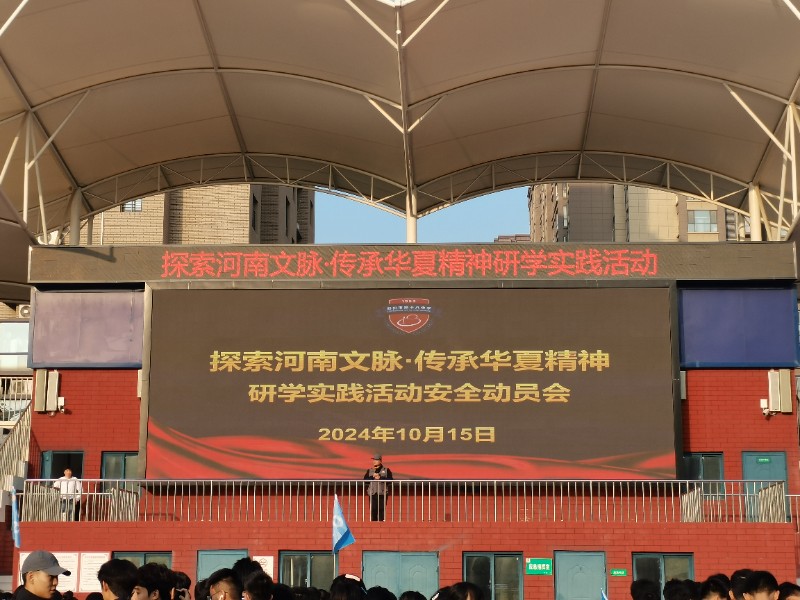 探索河南文脉·传承华夏精神研学实践活动
探索河南文脉·传承华夏精神
研学实践活动安全动员会
2024年10月15日